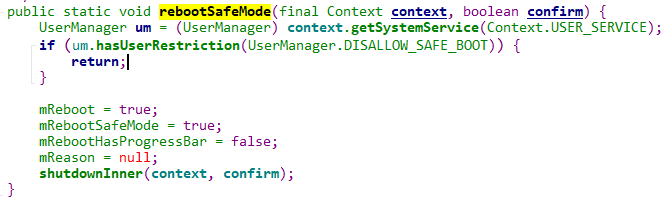 public static void rebootSafeMode(final Context context, boolean confirm) {
    UserManager um = (UserManager) context.getSystemService(Context.USER_SERVICE);
    if (um.hasUserRestriction(UserManager.DISALLOW_SAFE_BOOT)) {
        return;
    }

    mReboot = true;
    mRebootSafeMode = true;
    mRebootHasProgressBar = false;
    mReason = null;
    shutdownInner(context, confirm);
}